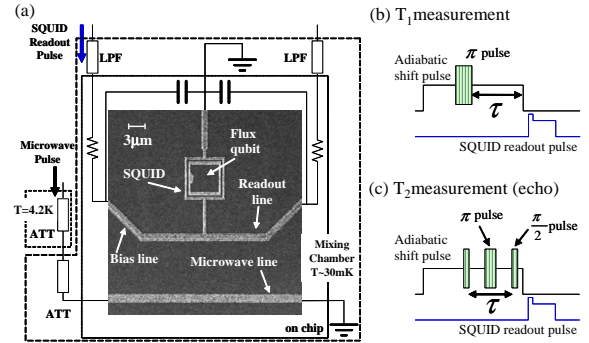 (a)
SQUID
Readout
Pulse
LPF
LPF
3μm
Flux
qubit
SQUID
Readout
line
Microwave
Pulse
T=4.2K
ATT
ATT
Bias line
Microwave line
Mixing
Chamber
T~30mK
on chip
(b) T₁measurement
π pulse
Adiabatic
shift pulse
τ
SQUID readout pulse
(c) T₂measurement (echo)
π pulse
π/2 pulse
Adiabatic
shift pulse
τ
SQUID readout pulse